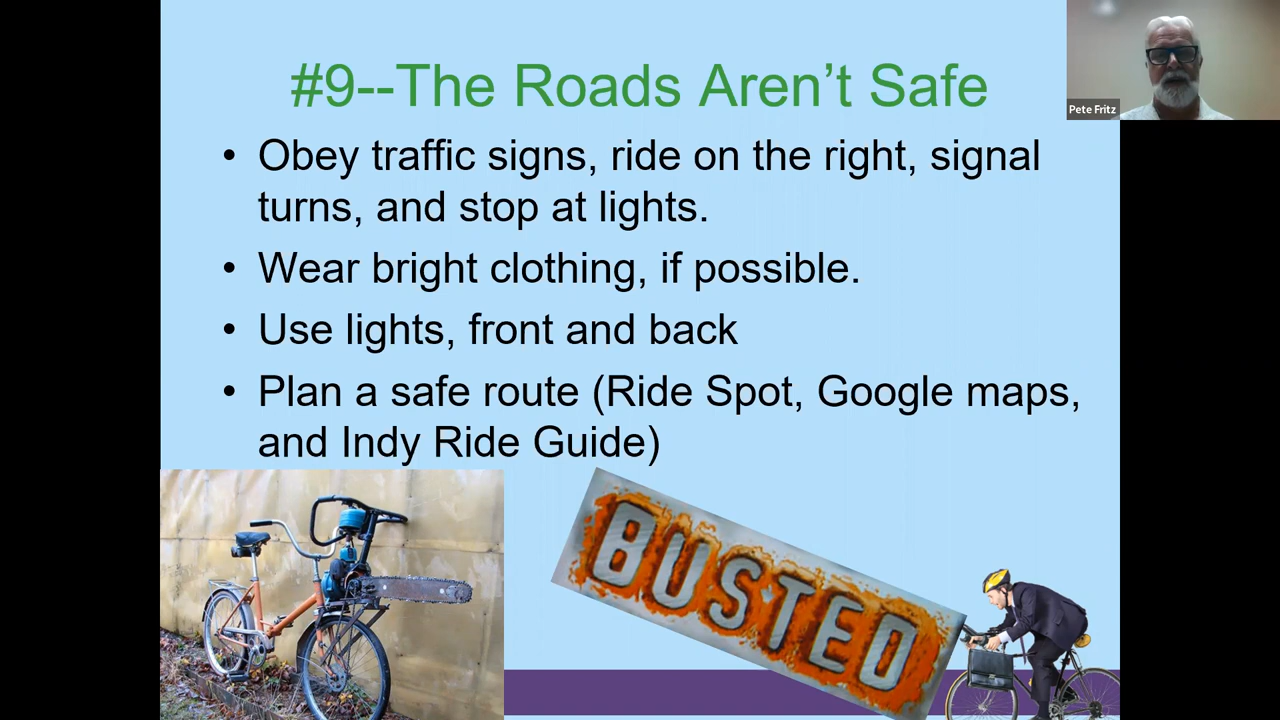 #9--The Roads Aren’t Safe
Pete Fritz
• Obey traffic signs, ride on the right, signal
turns, and stop at lights.
• Wear bright clothing, if possible.
• Use lights, front and back
• Plan a safe route (Ride Spot, Google maps,
and Indy Ride Guide)
BUSTED